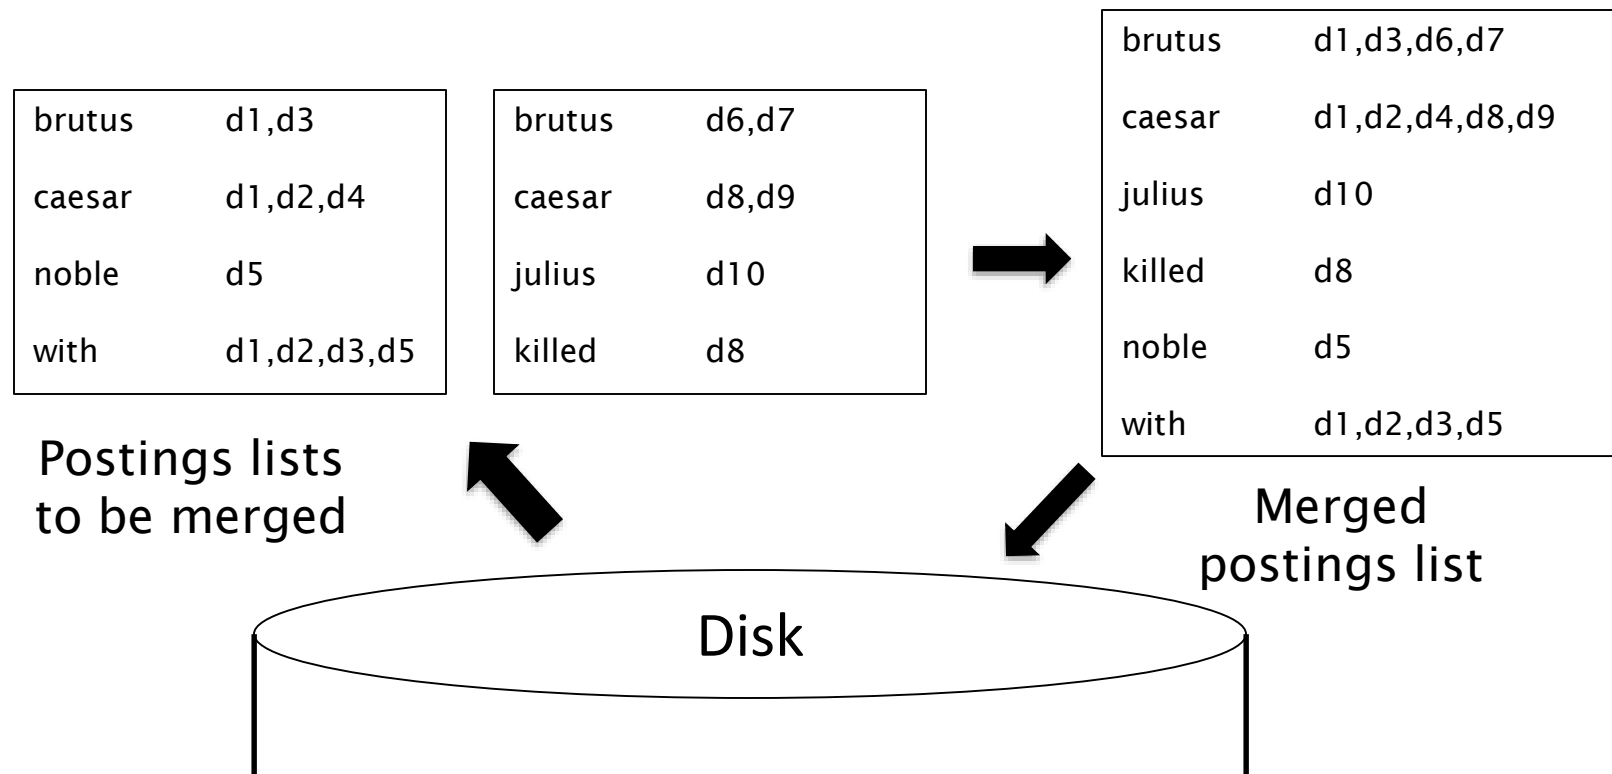 brutus d1,d3
caesar d1,d2,d4
noble d5
with d1,d2,d3,d5
Postings lists
to be merged
brutus d6,d7
caesar d8,d9
julius d10
killed d8
brutus d1,d3,d6,d7
caesar d1,d2,d4,d8,d9
julius d10
killed d8
noble d5
with d1,d2,d3,d5
Merged
postings list
Disk